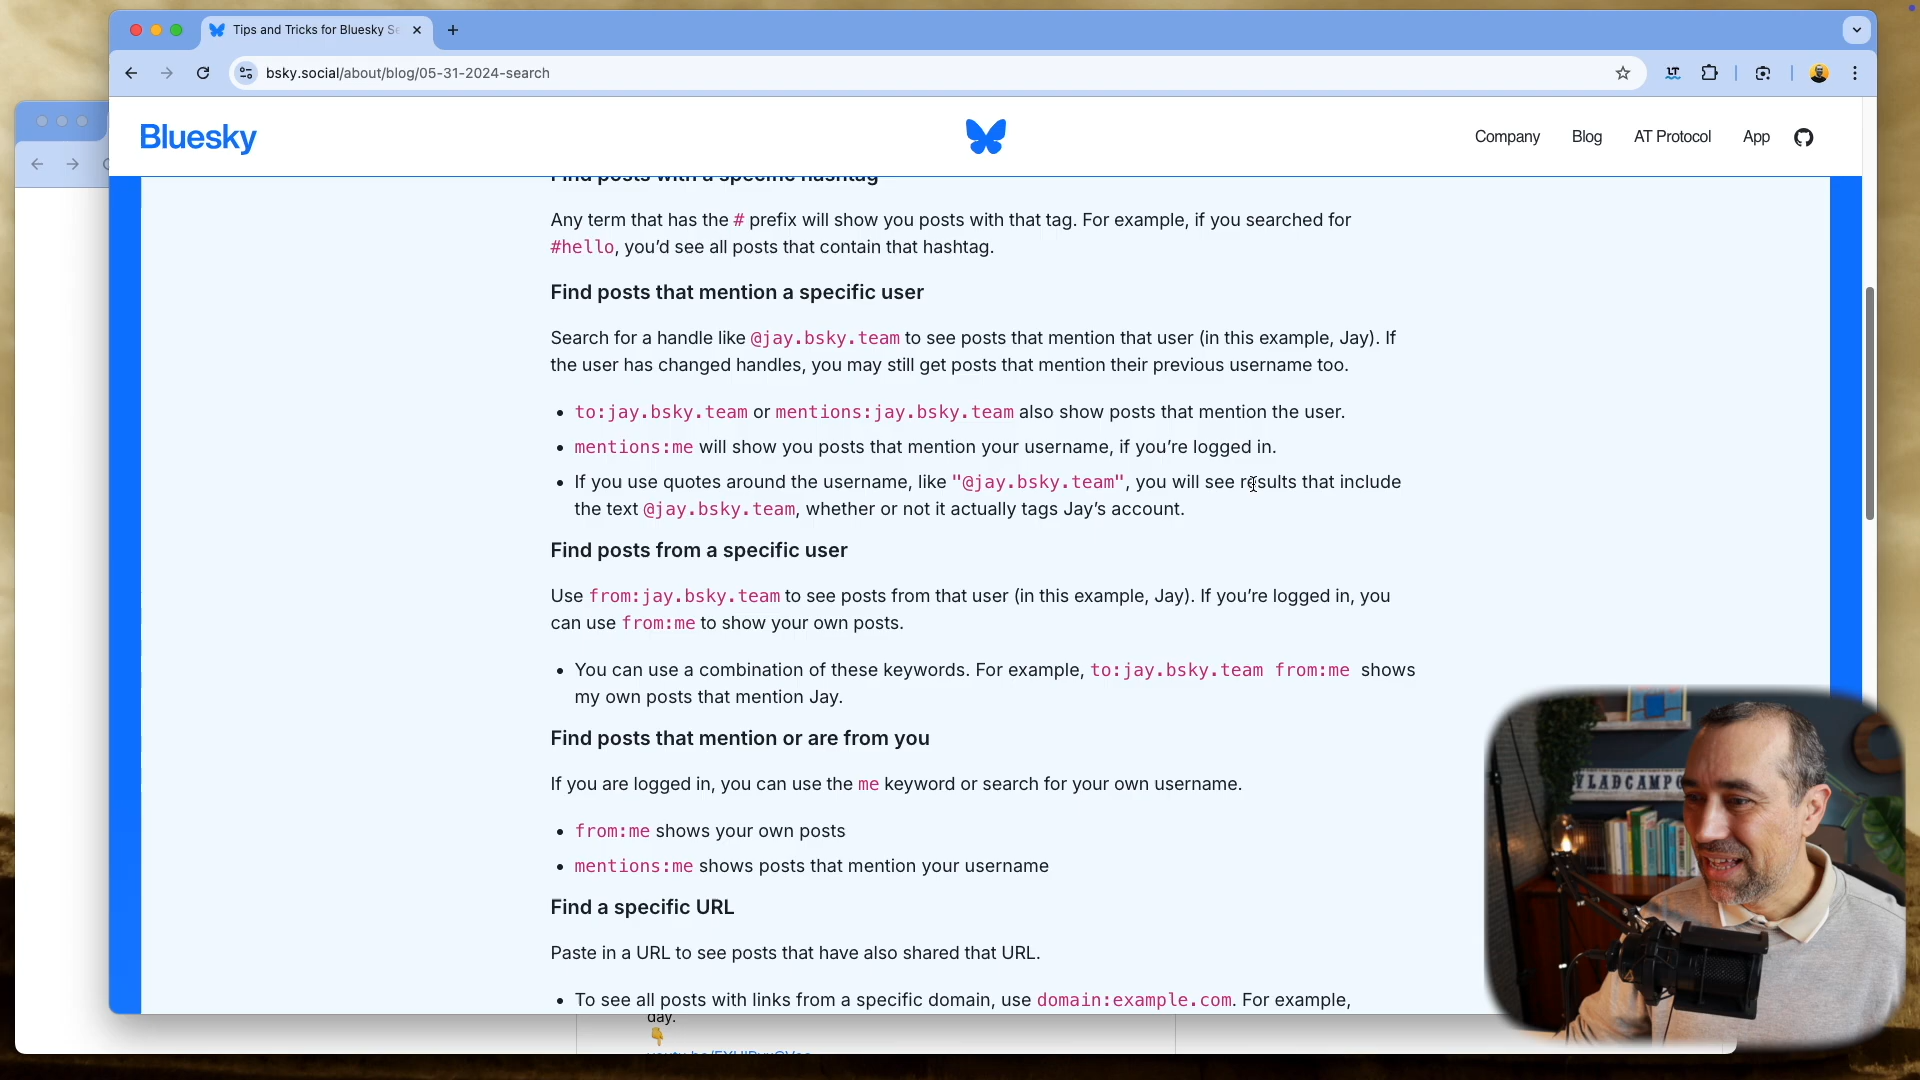 Tips and Tricks for Bluesky Se
bsky.social/about/blog/05-31-2024-search
Bluesky
Company Blog AT Protocol App
Find posts with a specific hashtag
Any term that has the # prefix will show you posts with that tag. For example, if you searched for
#hello, you’d see all posts that contain that hashtag.
Find posts that mention a specific user
Search for a handle like @jay.bsky.team to see posts that mention that user (in this example, Jay). If
the user has changed handles, you may still get posts that mention their previous username too.
• to:jay.bsky.team or mentions:jay.bsky.team also show posts that mention the user.
• mentions:me will show you posts that mention your username, if you’re logged in.
• If you use quotes around the username, like "@jay.bsky.team", you will see results that include
the text @jay.bsky.team, whether or not it actually tags Jay’s account.
Find posts from a specific user
Use from:jay.bsky.team to see posts from that user (in this example, Jay). If you’re logged in, you
can use from:me to show your own posts.
• You can use a combination of these keywords. For example, to:jay.bsky.team from:me shows
my own posts that mention Jay.
Find posts that mention or are from you
If you are logged in, you can use the me keyword or search for your own username.
• from:me shows your own posts
• mentions:me shows posts that mention your username
Find a specific URL
Paste in a URL to see posts that have also shared that URL.
• To see all posts with links from a specific domain, use domain:example.com. For example,
day.
VLADCAMPO